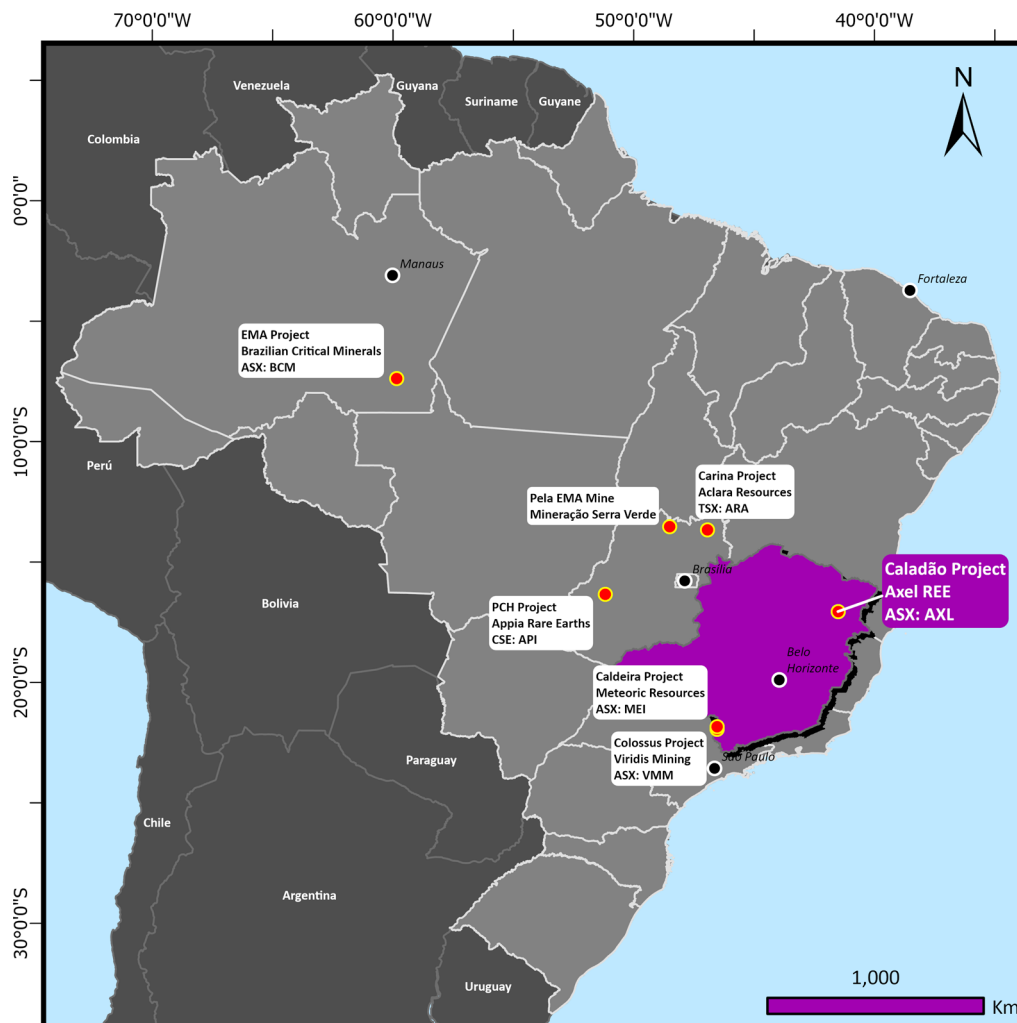 70°0'0"W
60°0'0"W
50°0'0"W
40°0'0"W
N
Venezuela
Guyana
Suriname
Guyane
Colombia
0°0'0"
Manaus
Fortaleza
EMA Project
Brazilian Critical Minerals
ASX: BCM
10°0'0"S
Perú
Carina Project
Aclara Resources
TSX: ARA
Pela EMA Mine
Mineração Serra Verde
Brasília
Caladão Project
Axel REE
ASX: AXL
Bolivia
PCH Project
Appia Rare Earths
CSE: API
Belo
Horizonte
20°0'0"S
Caldeira Project
Meteoric Resources
ASX: MEI
Colossus Project
Viridis Mining
ASX: VMM
São Paulo
Paraguay
Chile
Argentina
30°0'0"S
Uruguay
1,000
Km